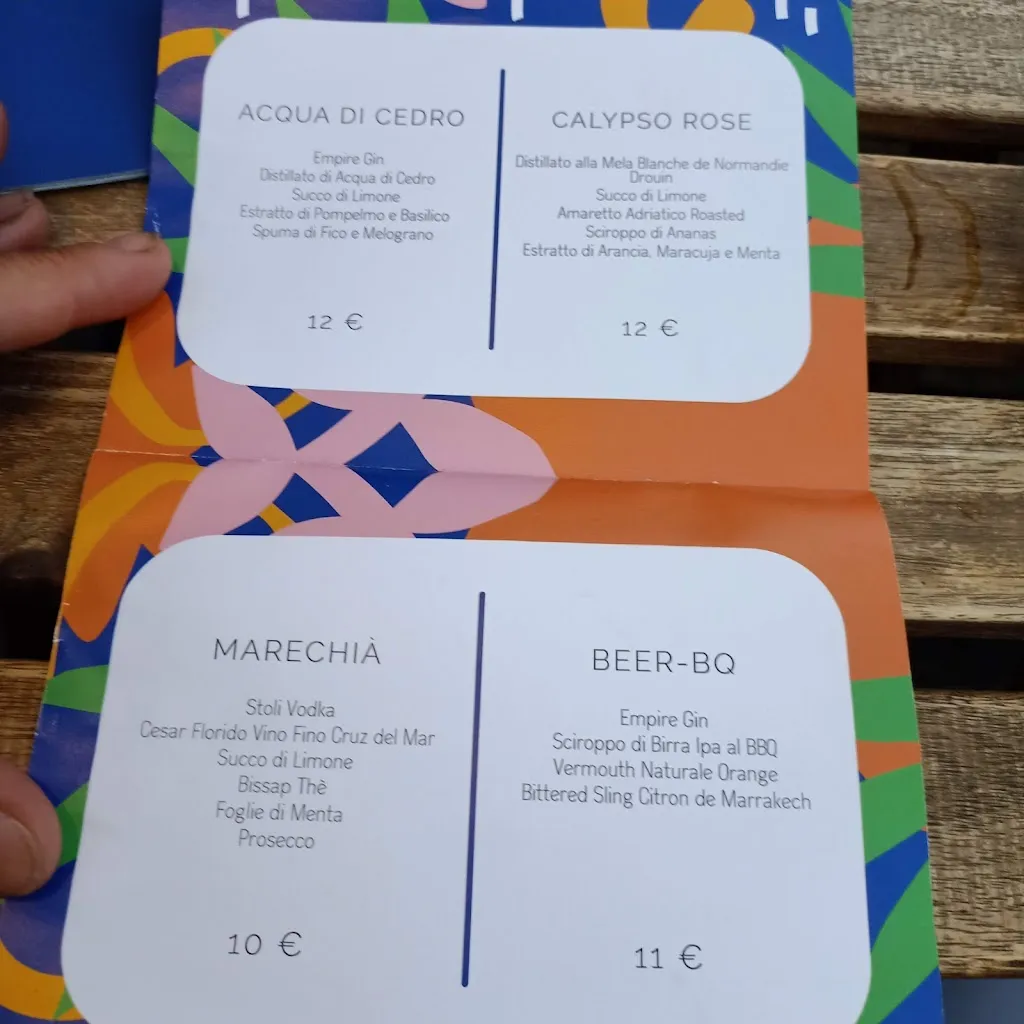 ACQUA DI CEDRO
Empire Gin
Distillato di Acqua di Cedro
Succo di Limone
Estratto di Pompelmo e Basilico
Spuma di Fico e Melograno
12 €
CALYPSO ROSE
Distillato alla Mela Blanche de Normandie
Drouin
Succo di Limone
Amaretto Adriatico Roasted
Sciroppo di Ananas
Estratto di Arancia, Maracuja e Menta
12 €
MARECHIÀ
Stoli Vodka
Cesar Florido Vino Fino Cruz del Mar
Succo di Limone
Bissap Thè
Foglie di Menta
Prosecco
10 €
BEER-BQ
Empire Gin
Sciroppo di Birra Ipa al BBQ
Vermouth Naturale Orange
Bittered Sling Citron de Marrakech
11 €